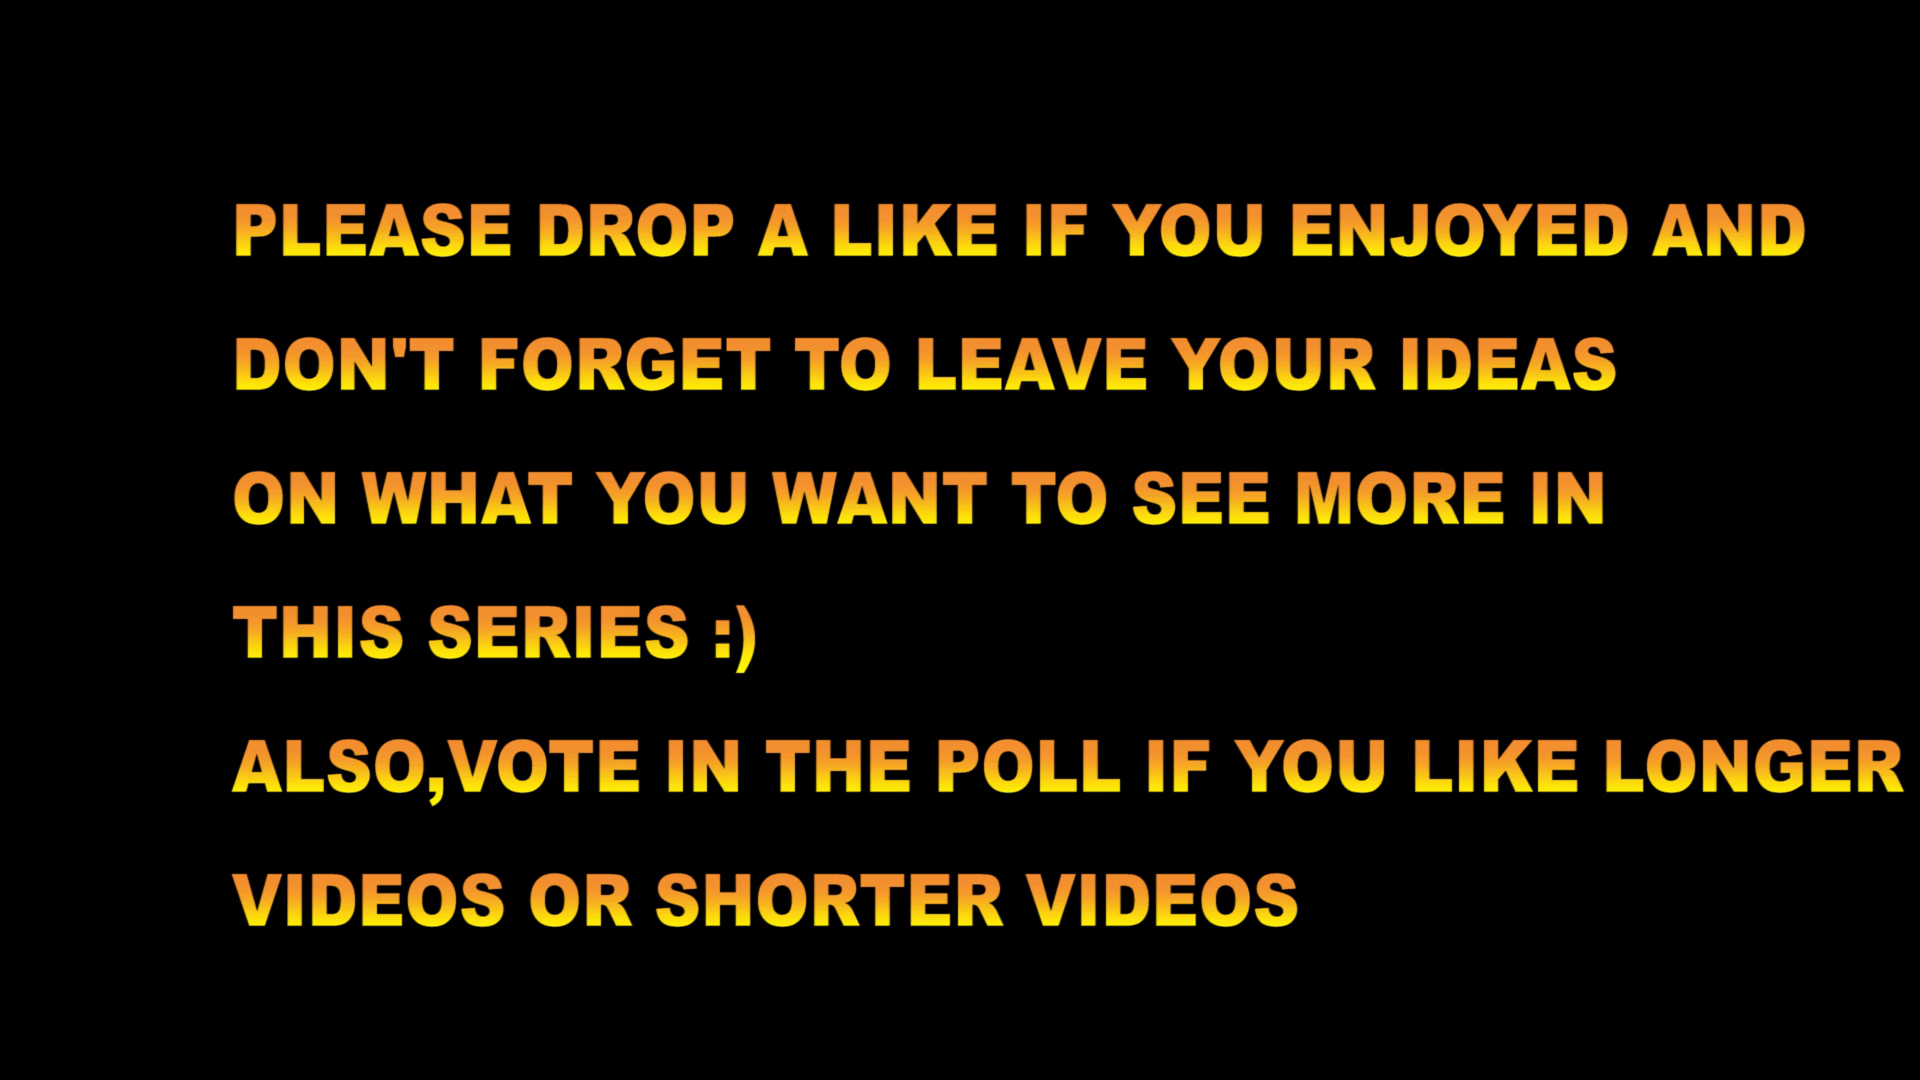 PLEASE DROP A LIKE IF YOU ENJOYED AND
DON'T FORGET TO LEAVE YOUR IDEAS
ON WHAT YOU WANT TO SEE MORE IN
THIS SERIES :)
ALSO,VOTE IN THE POLL IF YOU LIKE LONGER
VIDEOS OR SHORTER VIDEOS